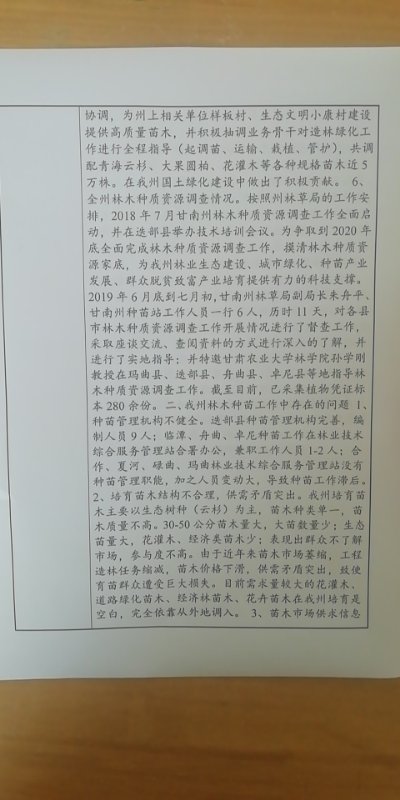 协调，为州上相关单位样板村、生态文明小康村建设
提供高质量苗木，并积极抽调业务骨干对造林绿化工
作进行全程指导（起调苗、运输、栽植、管护），共调
配青海云杉、大果圆柏、花灌木等各种规格苗木近5
万株。在我州国土绿化建设中做出了积极贡献。 6、
全州林木种质资源调查情况。按照州林草局的工作安
排，2018年7月甘南州林木种质资源调查工作全面启
动，并在迭部县举办技术培训会议。为争取到2020年
底全面完成林木种质资源调查工作，摸清林木种质资
源家底，为我州林业生态建设、城市绿化、种苗产业
发展、群众脱贫致富产业培育提供有力的科技支撑。
2019年6月底到七月初，甘南州林草局副局长朱舟平、
甘南州种苗站工作人员一行6人，历时11天，对各县
市林木种质资源调查工作开展情况进行了督查工作，
采取座谈交流、查阅资料的方式进行深入的了解，并
进行了实地指导；并特邀甘肃农业大学林学院孙学刚
教授在玛曲县、迭部县、舟曲县、卓尼县等地指导林
木种质资源调查工作。截至目前，已采集植物凭证标
本280余份。二、我州林木种苗工作中存在的问题 1、
种苗管理机构不健全。迭部县种苗管理机构完善，编
制人员9人；临潭、舟曲、卓尼种苗工作在林业技术
综合服务管理站合署办公，兼职工作人员1-2人；合
作、夏河、碌曲、玛曲林业技术综合服务管理站没有
种苗管理职能，加之人员变动大，导致种苗工作滞后。
2、培育苗木结构不合理，供需矛盾突出。我州培育苗
木主要以生态树种（云杉）为主，苗木种类单一，苗
木质量不高。30-50公分苗木量大，大苗数量少；生态
苗量大，花灌木、经济类苗木少；表现出群众不了解
市场，参与度不高。由于近年来苗木市场萎缩，工程
造林任务缩减，苗木价格下滑，供需矛盾突出，致使
育苗群众遭受巨大损失。目前需求量较大的花灌木、
道路绿化苗木、经济林苗木、花卉苗木在我州培育是
空白，完全依靠从外地调入。 3、苗木市场供求信息